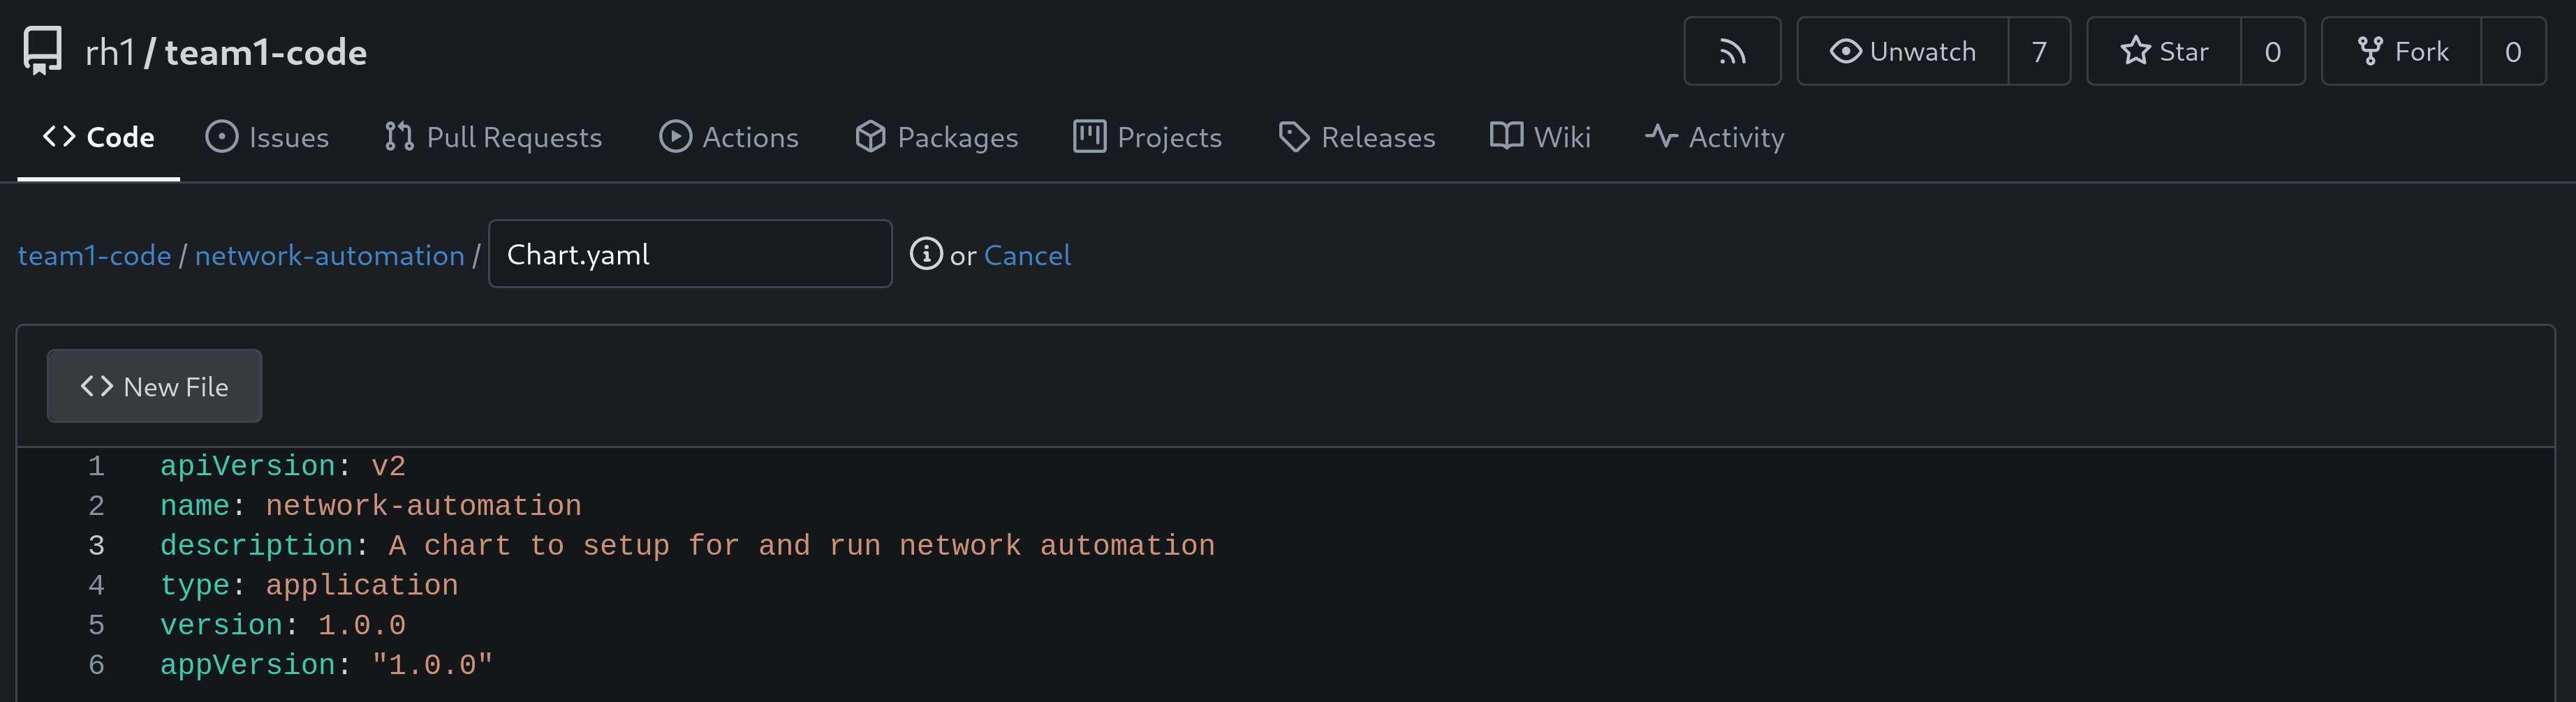 rh1 / team1-code
Unwatch 7 Star 0 Fork 0
Code Issues Pull Requests Actions Packages Projects Releases Wiki Activity
team1-code / network-automation / Chart.yaml or Cancel
New File
1 apiVersion: v2
2 name: network-automation
3 description: A chart to setup for and run network automation
4 type: application
5 version: 1.0.0
6 appVersion: "1.0.0"